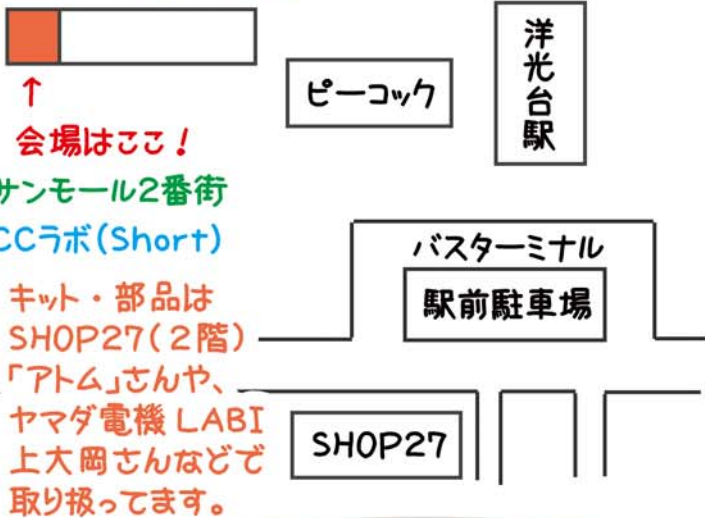 ↑
会場はここ！
サンモール2番街
CCラボ(Short)
キット・部品は
SHOP27(2階)
「アトム」さんや、
ヤマダ電機 LABI
上大岡さんなどで
取り扱ってます。
ピーコック
洋光台駅
バスターミナル
駅前駐車場
SHOP27